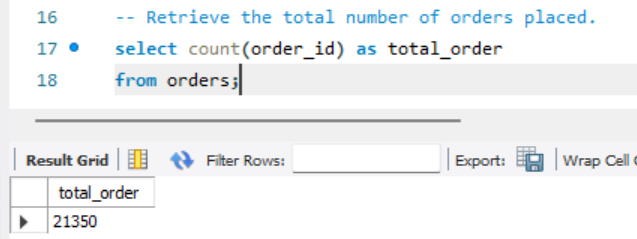 16 -- Retrieve the total number of orders placed.
17 select count(order_id) as total_order
18 from orders;
Result Grid Filter Rows: Export: Wrap Cell
total_order
21350